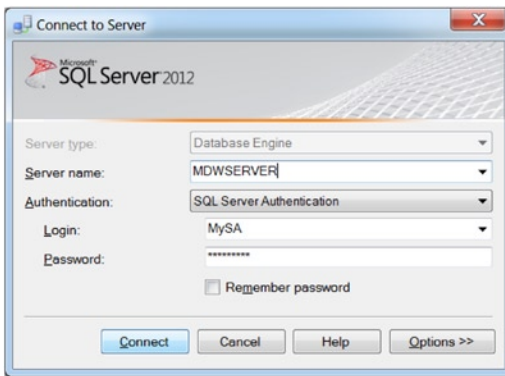 Connect to Server
Microsoft
SQL Server 2012
Server type: Database Engine
Server name: MDWSERVER
Authentication: SQL Server Authentication
Login: MySA
Password: *********
Remember password
Connect Cancel Help Options >>